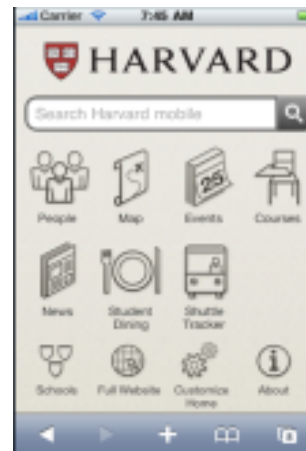 Carrier 7:45 AM
HARVARD
Search Harvard mobile
People Map Events Courses
25
News Student Dining Shuttle Tracker
Schools Full Website Customize Home About